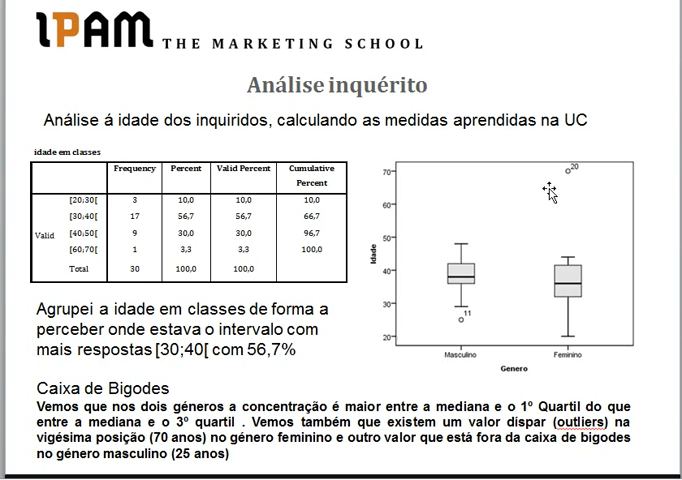 IPAM THE MARKETING SCHOOL
Análise inquérito
Análise á idade dos inquiridos, calculando as medidas aprendidas na UC
idade em classes
Frequency Percent Valid Percent Cumulative Percent
Valid [20;30[ 3 10,0 10,0 10,0
[30;40[ 17 56,7 56,7 66,7
[40;50[ 9 30,0 30,0 96,7
[60;70[ 1 3,3 3,3 100,0
Total 30 100,0 100,0
70
60
50
40
30
20
Idade
20
11
Masculino Feminino
Genero
Agrupei a idade em classes de forma a
perceber onde estava o intervalo com
mais respostas [30;40[ com 56,7%
Caixa de Bigodes
Vemos que nos dois géneros a concentração é maior entre a mediana e o 1º Quartil do que
entre a mediana e o 3º quartil . Vemos também que existem um valor dispar (outliers) na
vigésima posição (70 anos) no género feminino e outro valor que está fora da caixa de bigodes
no género masculino (25 anos)